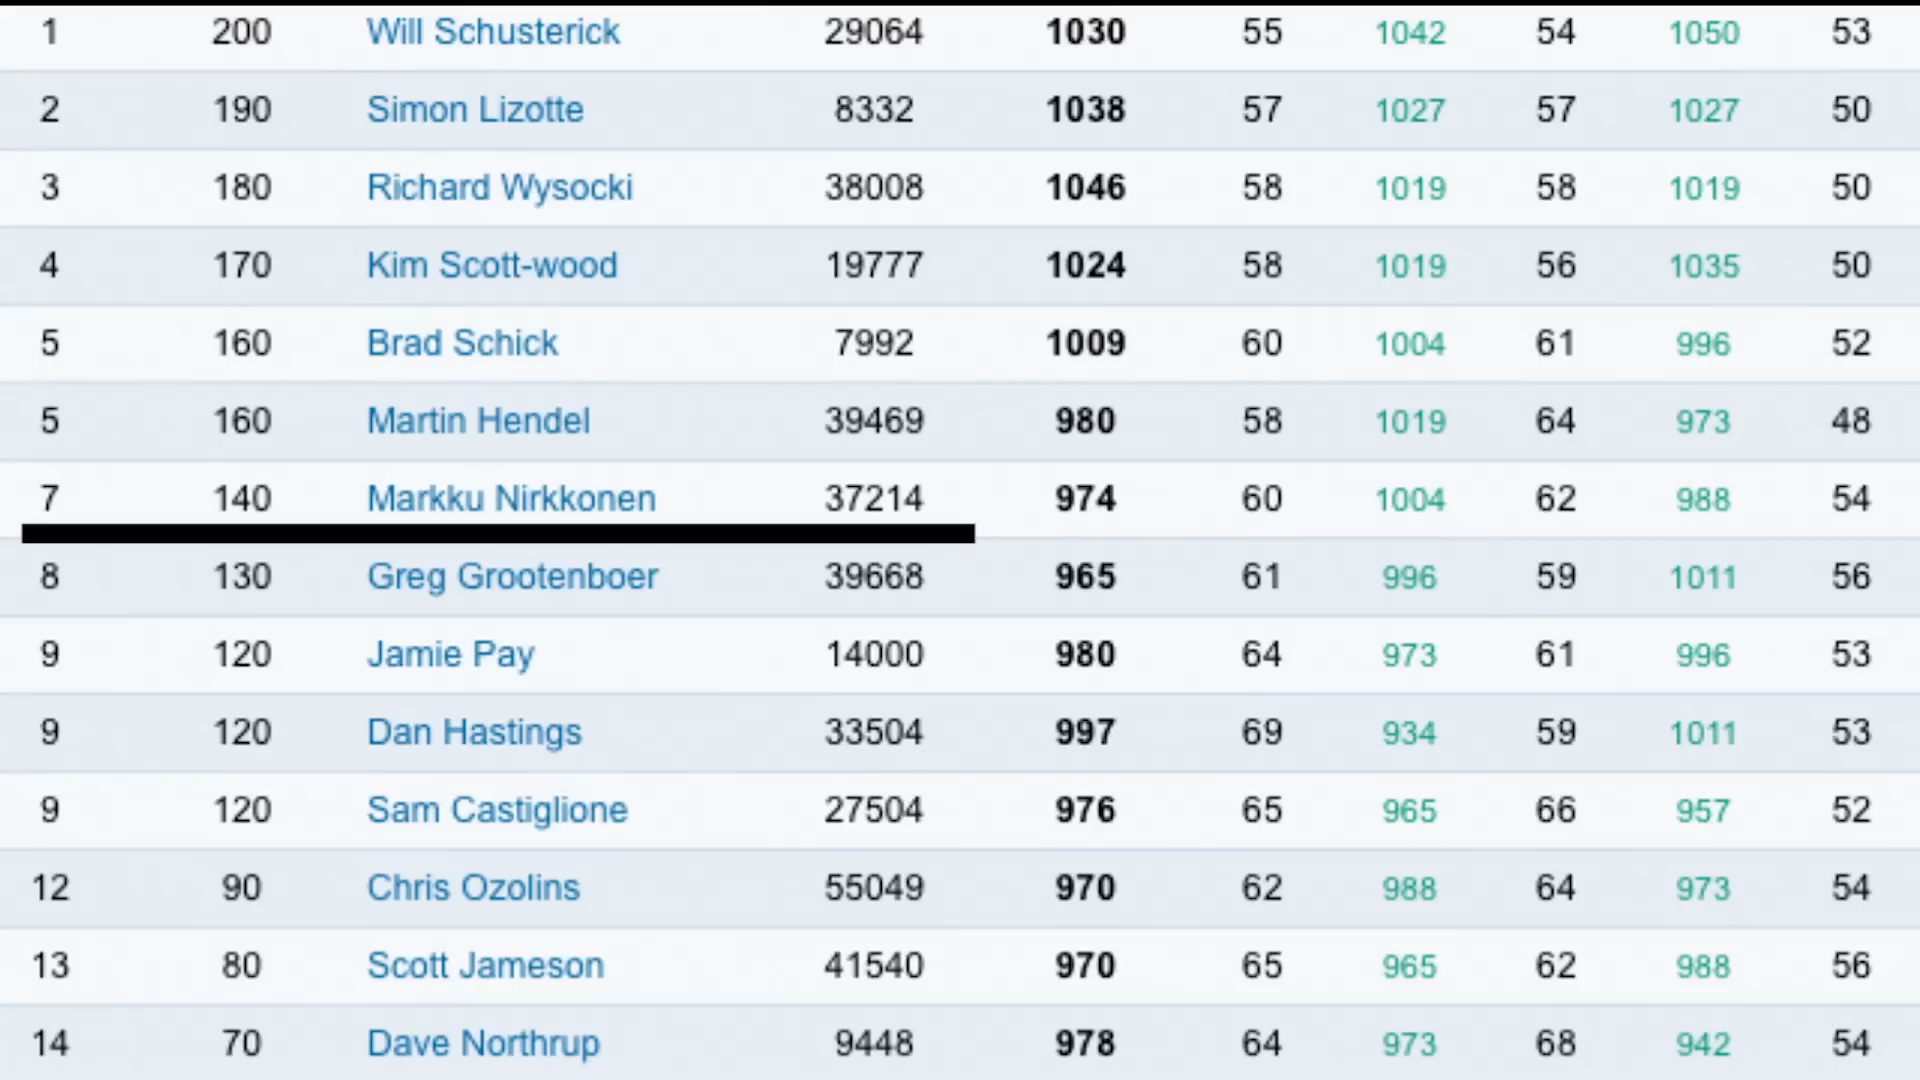 1 200 Will Schusterick 29064 1030 55 1042 54 1050 53
2 190 Simon Lizotte 8332 1038 57 1027 57 1027 50
3 180 Richard Wysocki 38008 1046 58 1019 58 1019 50
4 170 Kim Scott-wood 19777 1024 58 1019 56 1035 50
5 160 Brad Schick 7992 1009 60 1004 61 996 52
5 160 Martin Hendel 39469 980 58 1019 64 973 48
7 140 Markku Nirkkonen 37214 974 60 1004 62 988 54
8 130 Greg Grootenboer 39668 965 61 996 59 1011 56
9 120 Jamie Pay 14000 980 64 973 61 996 53
9 120 Dan Hastings 33504 997 69 934 59 1011 53
9 120 Sam Castiglione 27504 976 65 965 66 957 52
12 90 Chris Ozolins 55049 970 62 988 64 973 54
13 80 Scott Jameson 41540 970 65 965 62 988 56
14 70 Dave Northrup 9448 978 64 973 68 942 54